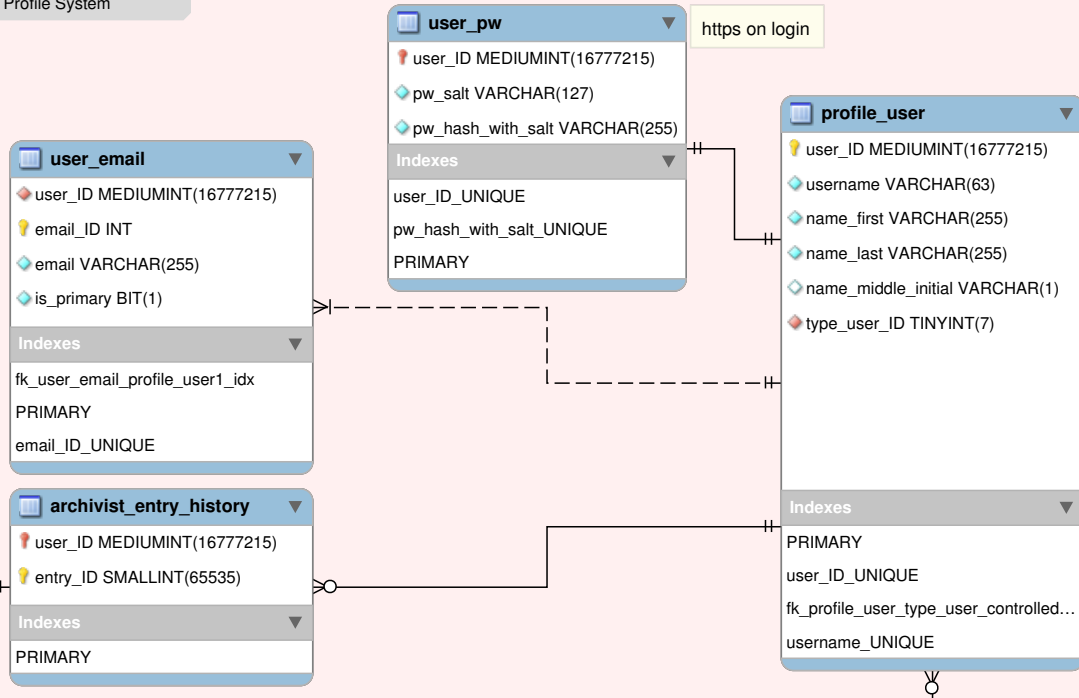 Profile System
user_pw
user_ID MEDIUMINT(16777215)
pw_salt VARCHAR(127)
pw_hash_with_salt VARCHAR(255)
Indexes
user_ID_UNIQUE
pw_hash_with_salt_UNIQUE
PRIMARY
https on login
profile_user
user_ID MEDIUMINT(16777215)
username VARCHAR(63)
name_first VARCHAR(255)
name_last VARCHAR(255)
name_middle_initial VARCHAR(1)
type_user_ID TINYINT(7)
Indexes
PRIMARY
user_ID_UNIQUE
fk_profile_user_type_user_controlled…
username_UNIQUE
user_email
user_ID MEDIUMINT(16777215)
email_ID INT
email VARCHAR(255)
is_primary BIT(1)
Indexes
fk_user_email_profile_user1_idx
PRIMARY
email_ID_UNIQUE
archivist_entry_history
user_ID MEDIUMINT(16777215)
entry_ID SMALLINT(65535)
Indexes
PRIMARY